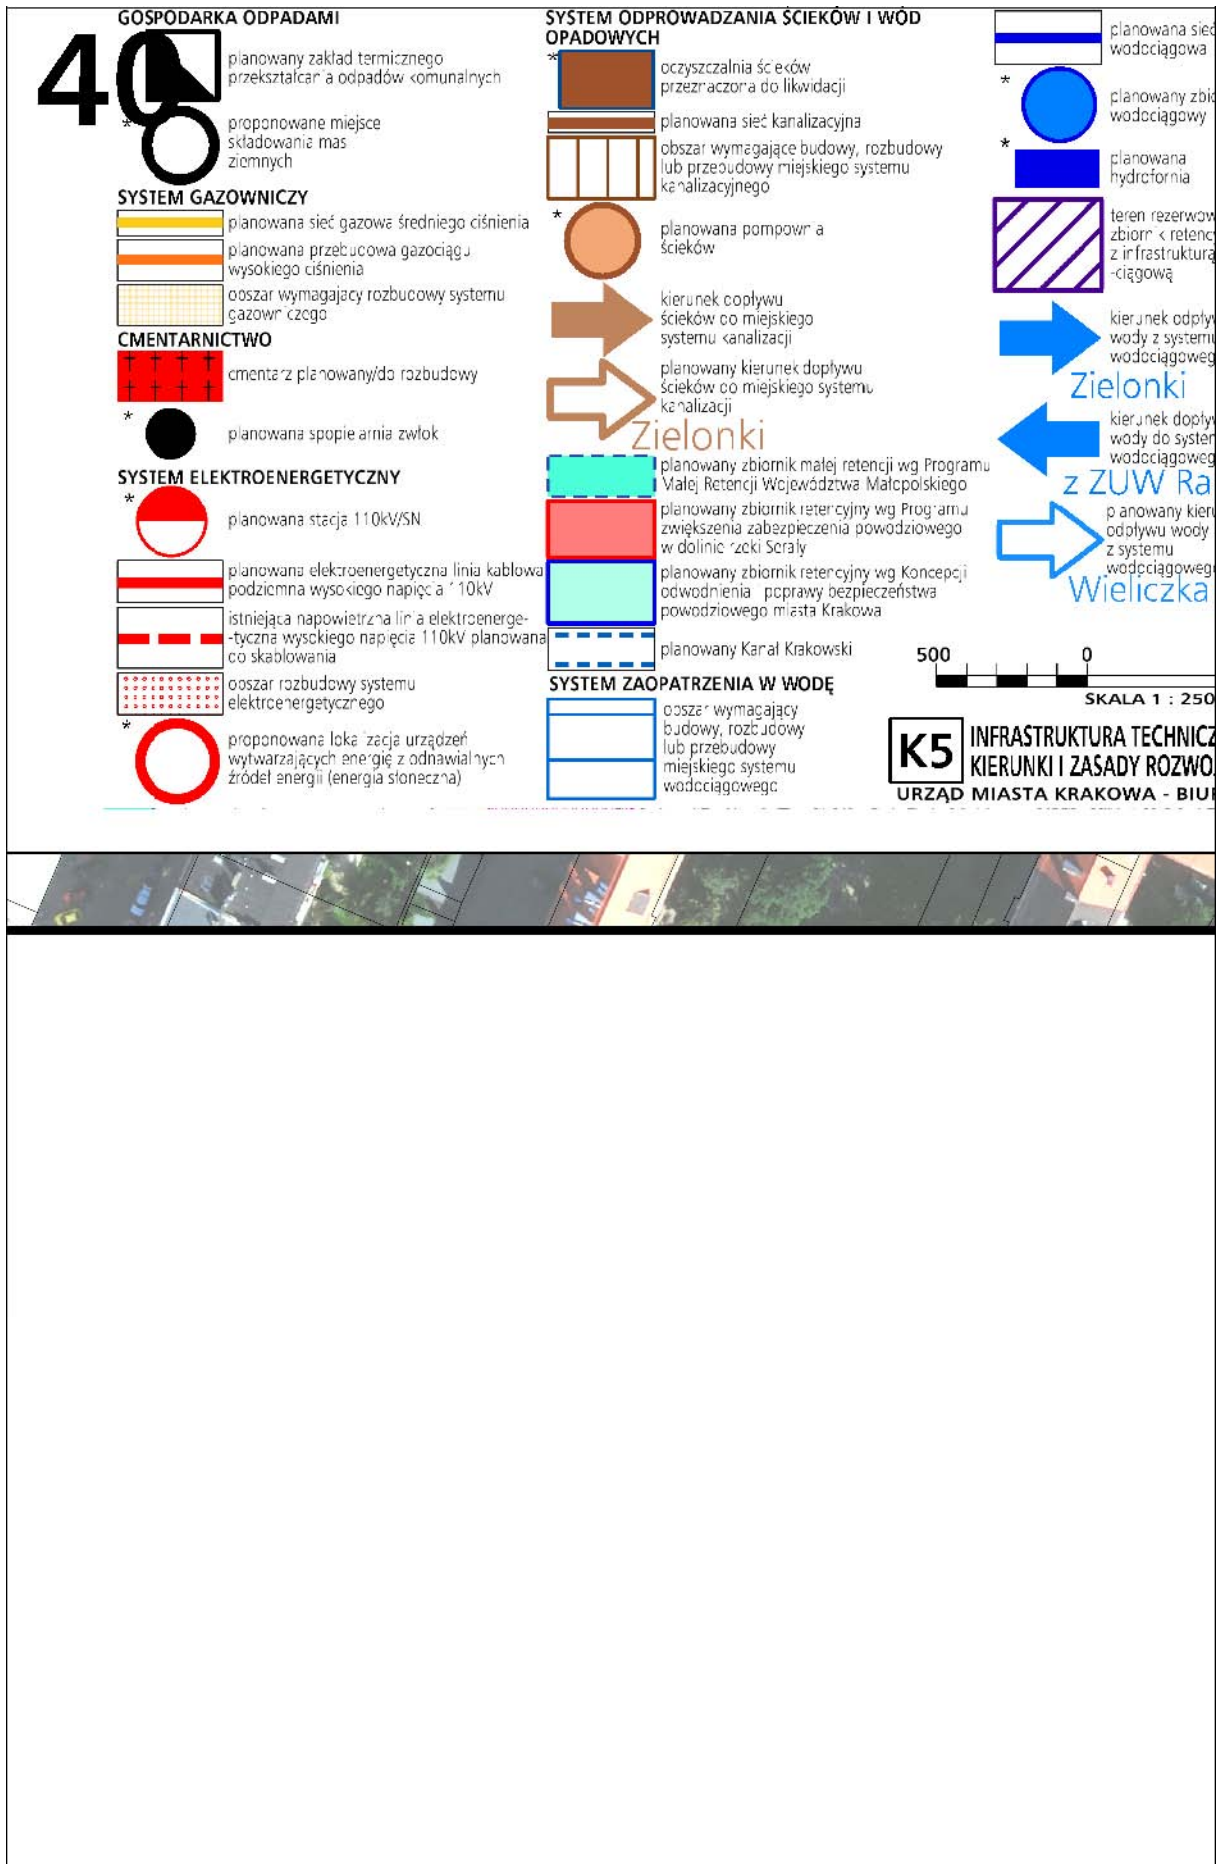 GOSPODARKA ODPADAMI
40
planowany zakład termicznego
przekształcania odpadów komunalnych
*
proponowane miejsce
składowania mas
ziemnych
SYSTEM GAZOWNICZY
planowana sieć gazowa średniego ciśnienia
planowana przebudowa gazociągu
wysokiego ciśnienia
obszar wymagający rozbudowy systemu
gazowniczego
CMENTARNICTWO
cmentarz planowany/do rozbudowy
*
planowana spopielarnia zwłok
SYSTEM ELEKTROENERGETYCZNY
*
planowana stacja 110kV/SN
planowana elektroenergetyczna linia kablowa
podziemna wysokiego napięcia 110kV
istniejąca napowietrzna linia elektroenerge-
-tyczna wysokiego napięcia 110kV planowana
do skablowania
obszar rozbudowy systemu
elektroenergetycznego
*
proponowana lokalizacja urządzeń
wytwarzających energię z odnawialnych
źródeł energii (energia słoneczna)
SYSTEM ODPROWADZANIA ŚCIEKÓW I WÓD
OPADOWYCH
*
oczyszczalnia ścieków
przeznaczona do likwidacji
planowana sieć kanalizacyjna
obszar wymagające budowy, rozbudowy
lub przebudowy miejskiego systemu
kanalizacyjnego
*
planowana pompownia
ścieków
kierunek dopływu
ścieków do miejskiego
systemu kanalizacji
planowany kierunek dopływu
ścieków do miejskiego systemu
kanalizacji
Zielonki
planowany zbiornik małej retencji wg Programu
Małej Retencji Województwa Małopolskiego
planowany zbiornik retencyjny wg Programu
zwiększenia zabezpieczenia powodziowego
w dolinie rzeki Serafy
planowany zbiornik retencyjny wg Koncepcji
odwodnienia i poprawy bezpieczeństwa
powodziowego miasta Krakowa
planowany Kanał Krakowski
SYSTEM ZAOPATRZENIA W WODĘ
obszar wymagający
budowy, rozbudowy
lub przebudowy
miejskiego systemu
wodociągowego
planowana sieć
wodociągowa
*
planowany zbio
wodociągowy
*
planowana
hydrofornia
teren rezerwow
zbiornik retency
z infrastrukturą
-ciągową
kierunek odpływ
wody z systemu
wodociągoweg
Zielonki
kierunek dopływ
wody do system
wodociągoweg
z ZUW Ra
planowany kieru
odpływu wody
z systemu
wodociągowego
Wieliczka
500 0
SKALA 1 : 250
K5 INFRASTRUKTURA TECHNICZ
KIERUNKI I ZASADY ROZWO
URZĄD MIASTA KRAKOWA - BIU